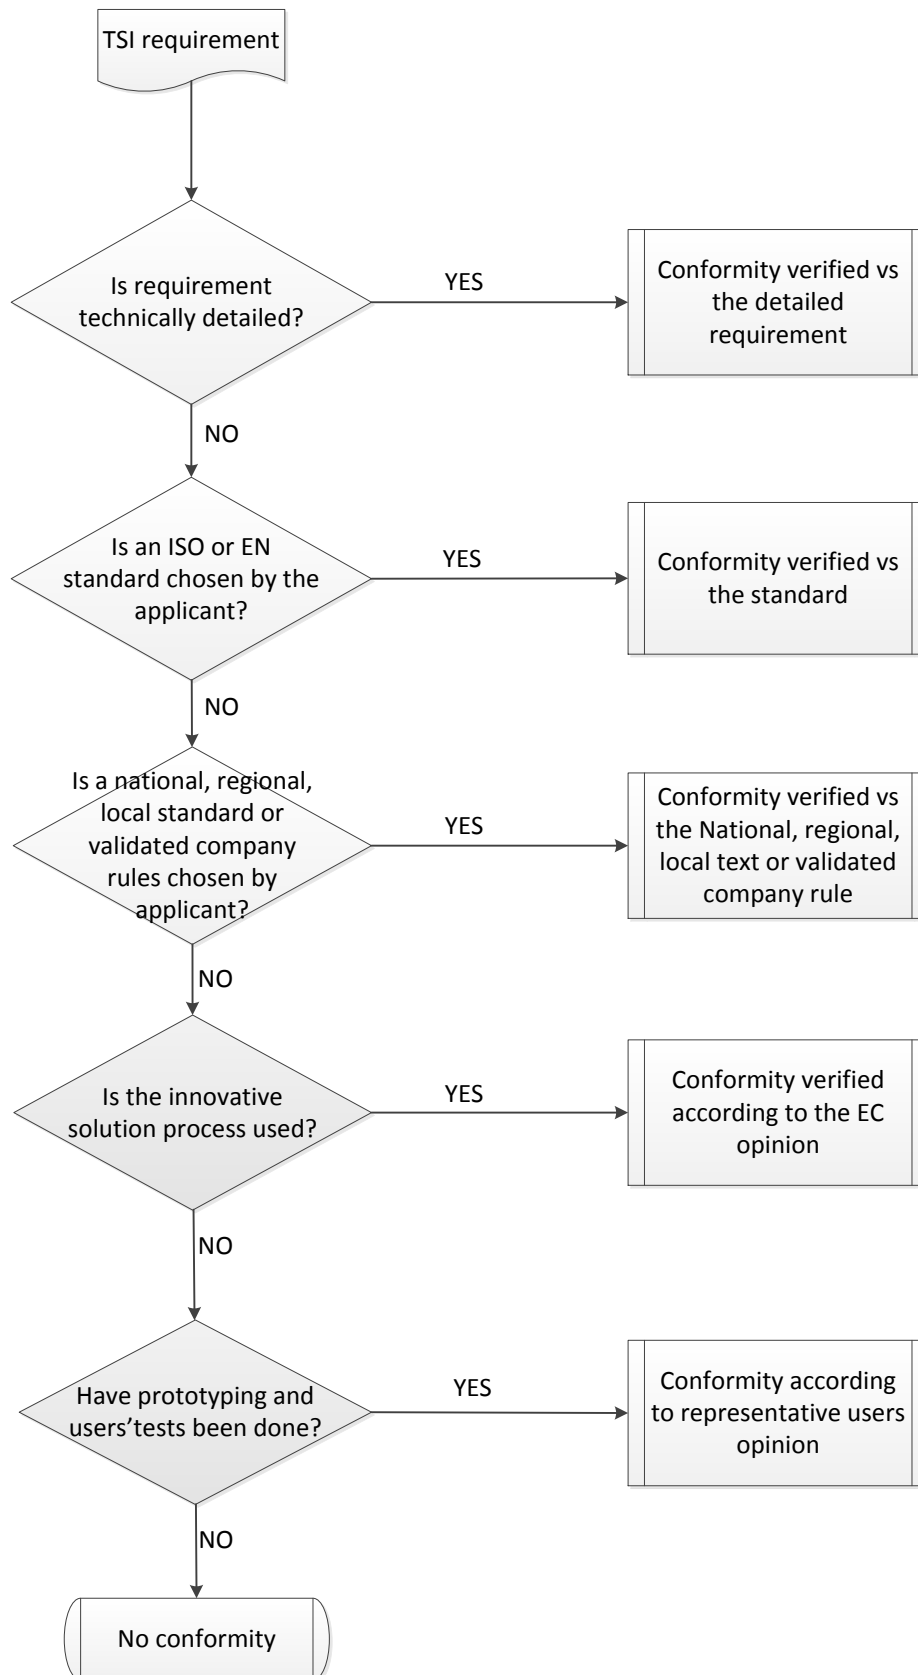 TSI requirement
Is requirement
technically detailed?
YES
Conformity verified vs
the detailed
requirement
NO
Is an ISO or EN
standard chosen by the
applicant?
YES
Conformity verified vs
the standard
NO
Is a national, regional,
local standard or
validated company
rules chosen by
applicant?
YES
Conformity verified vs
the National, regional,
local text or validated
company rule
NO
Is the innovative
solution process used?
YES
Conformity verified
according to the EC
opinion
NO
Have prototyping and
users’tests been done?
YES
Conformity according
to representative users
opinion
NO
No conformity